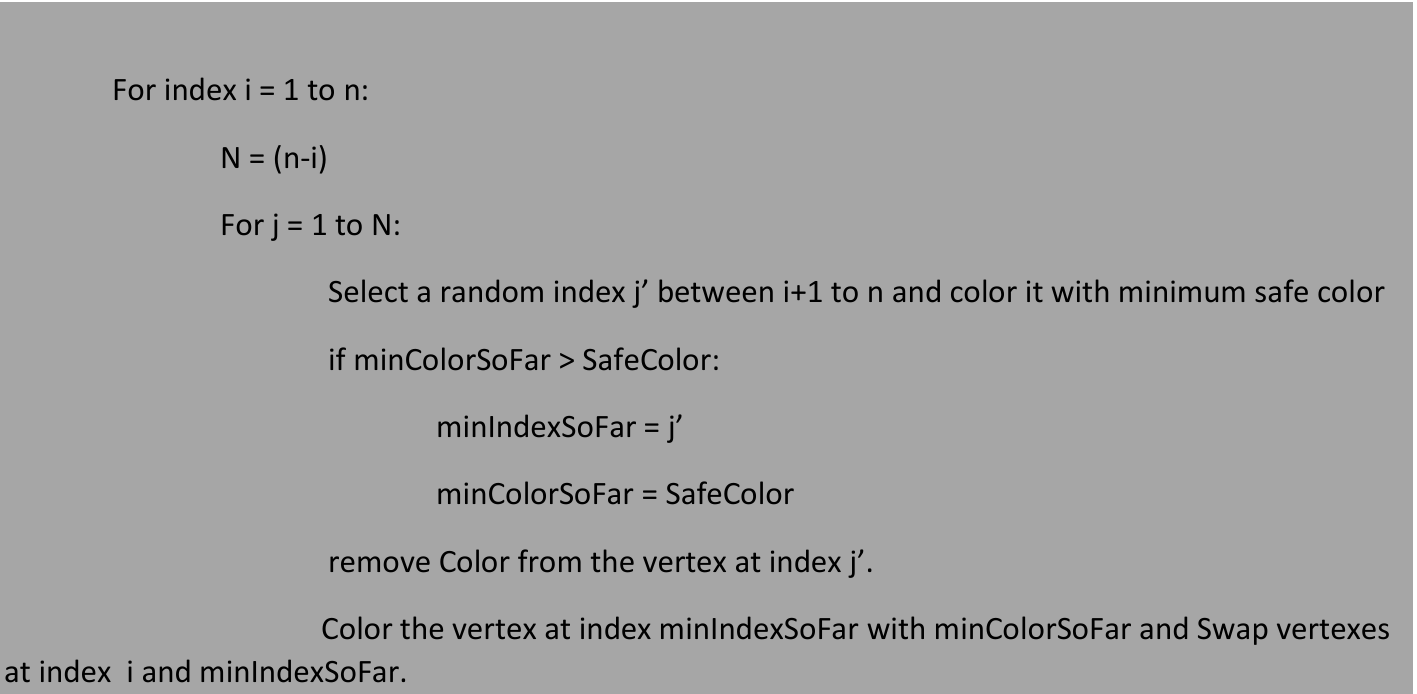 For index i = 1 to n:
N = (n-i)
For j = 1 to N:
Select a random index j’ between i+1 to n and color it with minimum safe color
if minColorSoFar > SafeColor:
minIndexSoFar = j’
minColorSoFar = SafeColor
remove Color from the vertex at index j’.
Color the vertex at index minIndexSoFar with minColorSoFar and Swap vertexes
at index  i and minIndexSoFar.